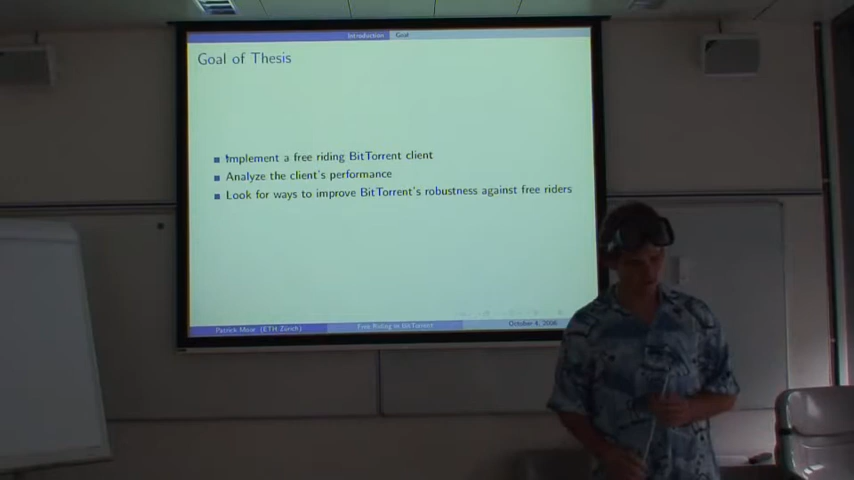 Introduction Goal
Goal of Thesis
Implement a free riding BitTorrent client
Analyze the client's performance
Look for ways to improve BitTorrent's robustness against free riders
Patrick Moor (ETH Zürich) Free Riding in BitTorrent October 4, 2006